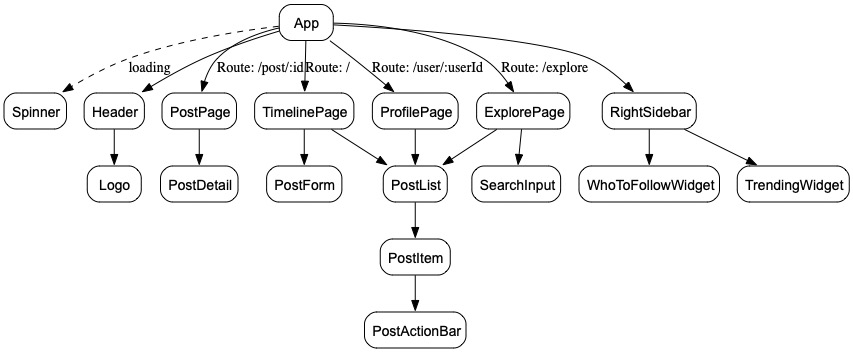 App
loading
Route: /post/:id
Route: /
Route: /user/:userId
Route: /explore
Spinner
Header
PostPage
TimelinePage
ProfilePage
ExplorePage
RightSidebar
Logo
PostDetail
PostForm
PostList
SearchInput
WhoToFollowWidget
TrendingWidget
PostItem
PostActionBar